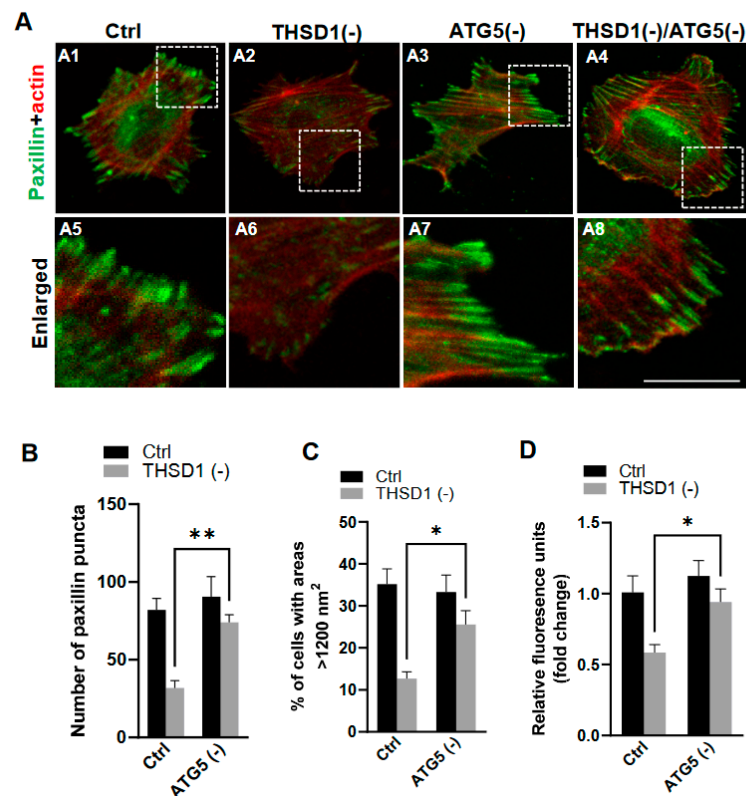 A
Ctrl THSD1(-) ATG5(-) THSD1(-)/ATG5(-)
Paxillin+actin
A1 A2 A3 A4
Enlarged
A5 A6 A7 A8
B
Ctrl
THSD1 (-)
Number of paxillin puncta
150
100
50
0
**
Ctrl
ATG5 (-)
C
Ctrl
THSD1 (-)
% of cells with areas
>1200 nm2
50
40
30
20
10
0
*
Ctrl
ATG5 (-)
D
Ctrl
THSD1 (-)
Relative fluoresence units
(fold change)
1.5
1.0
0.5
0.0
*
Ctrl
ATG5 (-)